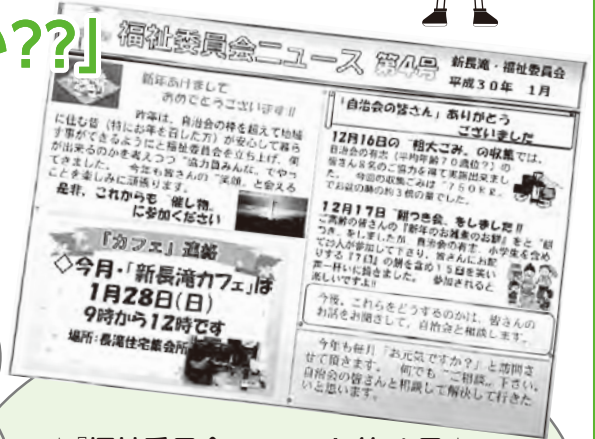 ??」
福祉委員会ニュース 第4号
新長滝・福祉委員会
平成30年 1月
新年あけまして
おめでとうございます!!
昨年は、自治会の枠を超えて地域
に住む皆(特にお年を召した方)が安心して暮ら
す事ができるようにと福祉委員会を立ち上げ、何
が出来るのかを考えつつ“協力員みんな”でやっ
てきました。 今年も皆さんの“笑顔”と会える
ことを楽しみに頑張ります。
是非、これからも“催し物”
に参加ください
『カフェ』連絡
◇今月・「新長滝カフェ」は
1月28日(日)
9時から12時です
場所:長滝住宅集会所
「自治会の皆さん」ありがとう
ございました
12月16日の“粗大ごみ”の収集では、
自治会の有志(平均年齢70歳位?)の
皆さん8名のご協力を得て実施出来まし
た。 今回の収集ごみは“750KK”
でお盆の時の約3倍の量でした。
12月17日“餅つき会”をしました!!
ご高齢の皆さんの『新年のお雑煮のお餅』をと“餅
つき”をしましたが、自治会の有志、小学生を含め
て 人が参加して下さり、皆さんにお配
りする『71口』の餅を含め15臼を笑い
一杯に搗きました。 参加されると
楽しいですよ!!
今後、これらをどうするのかは、皆さんの
お話をお聞きして、自治会と相談します。
今年も毎月「お元気ですか?」と訪問さ
せて頂きます。 何でも“ご相談”下さい。
自治会の皆さんと相談して解決して行きた
いと思います。